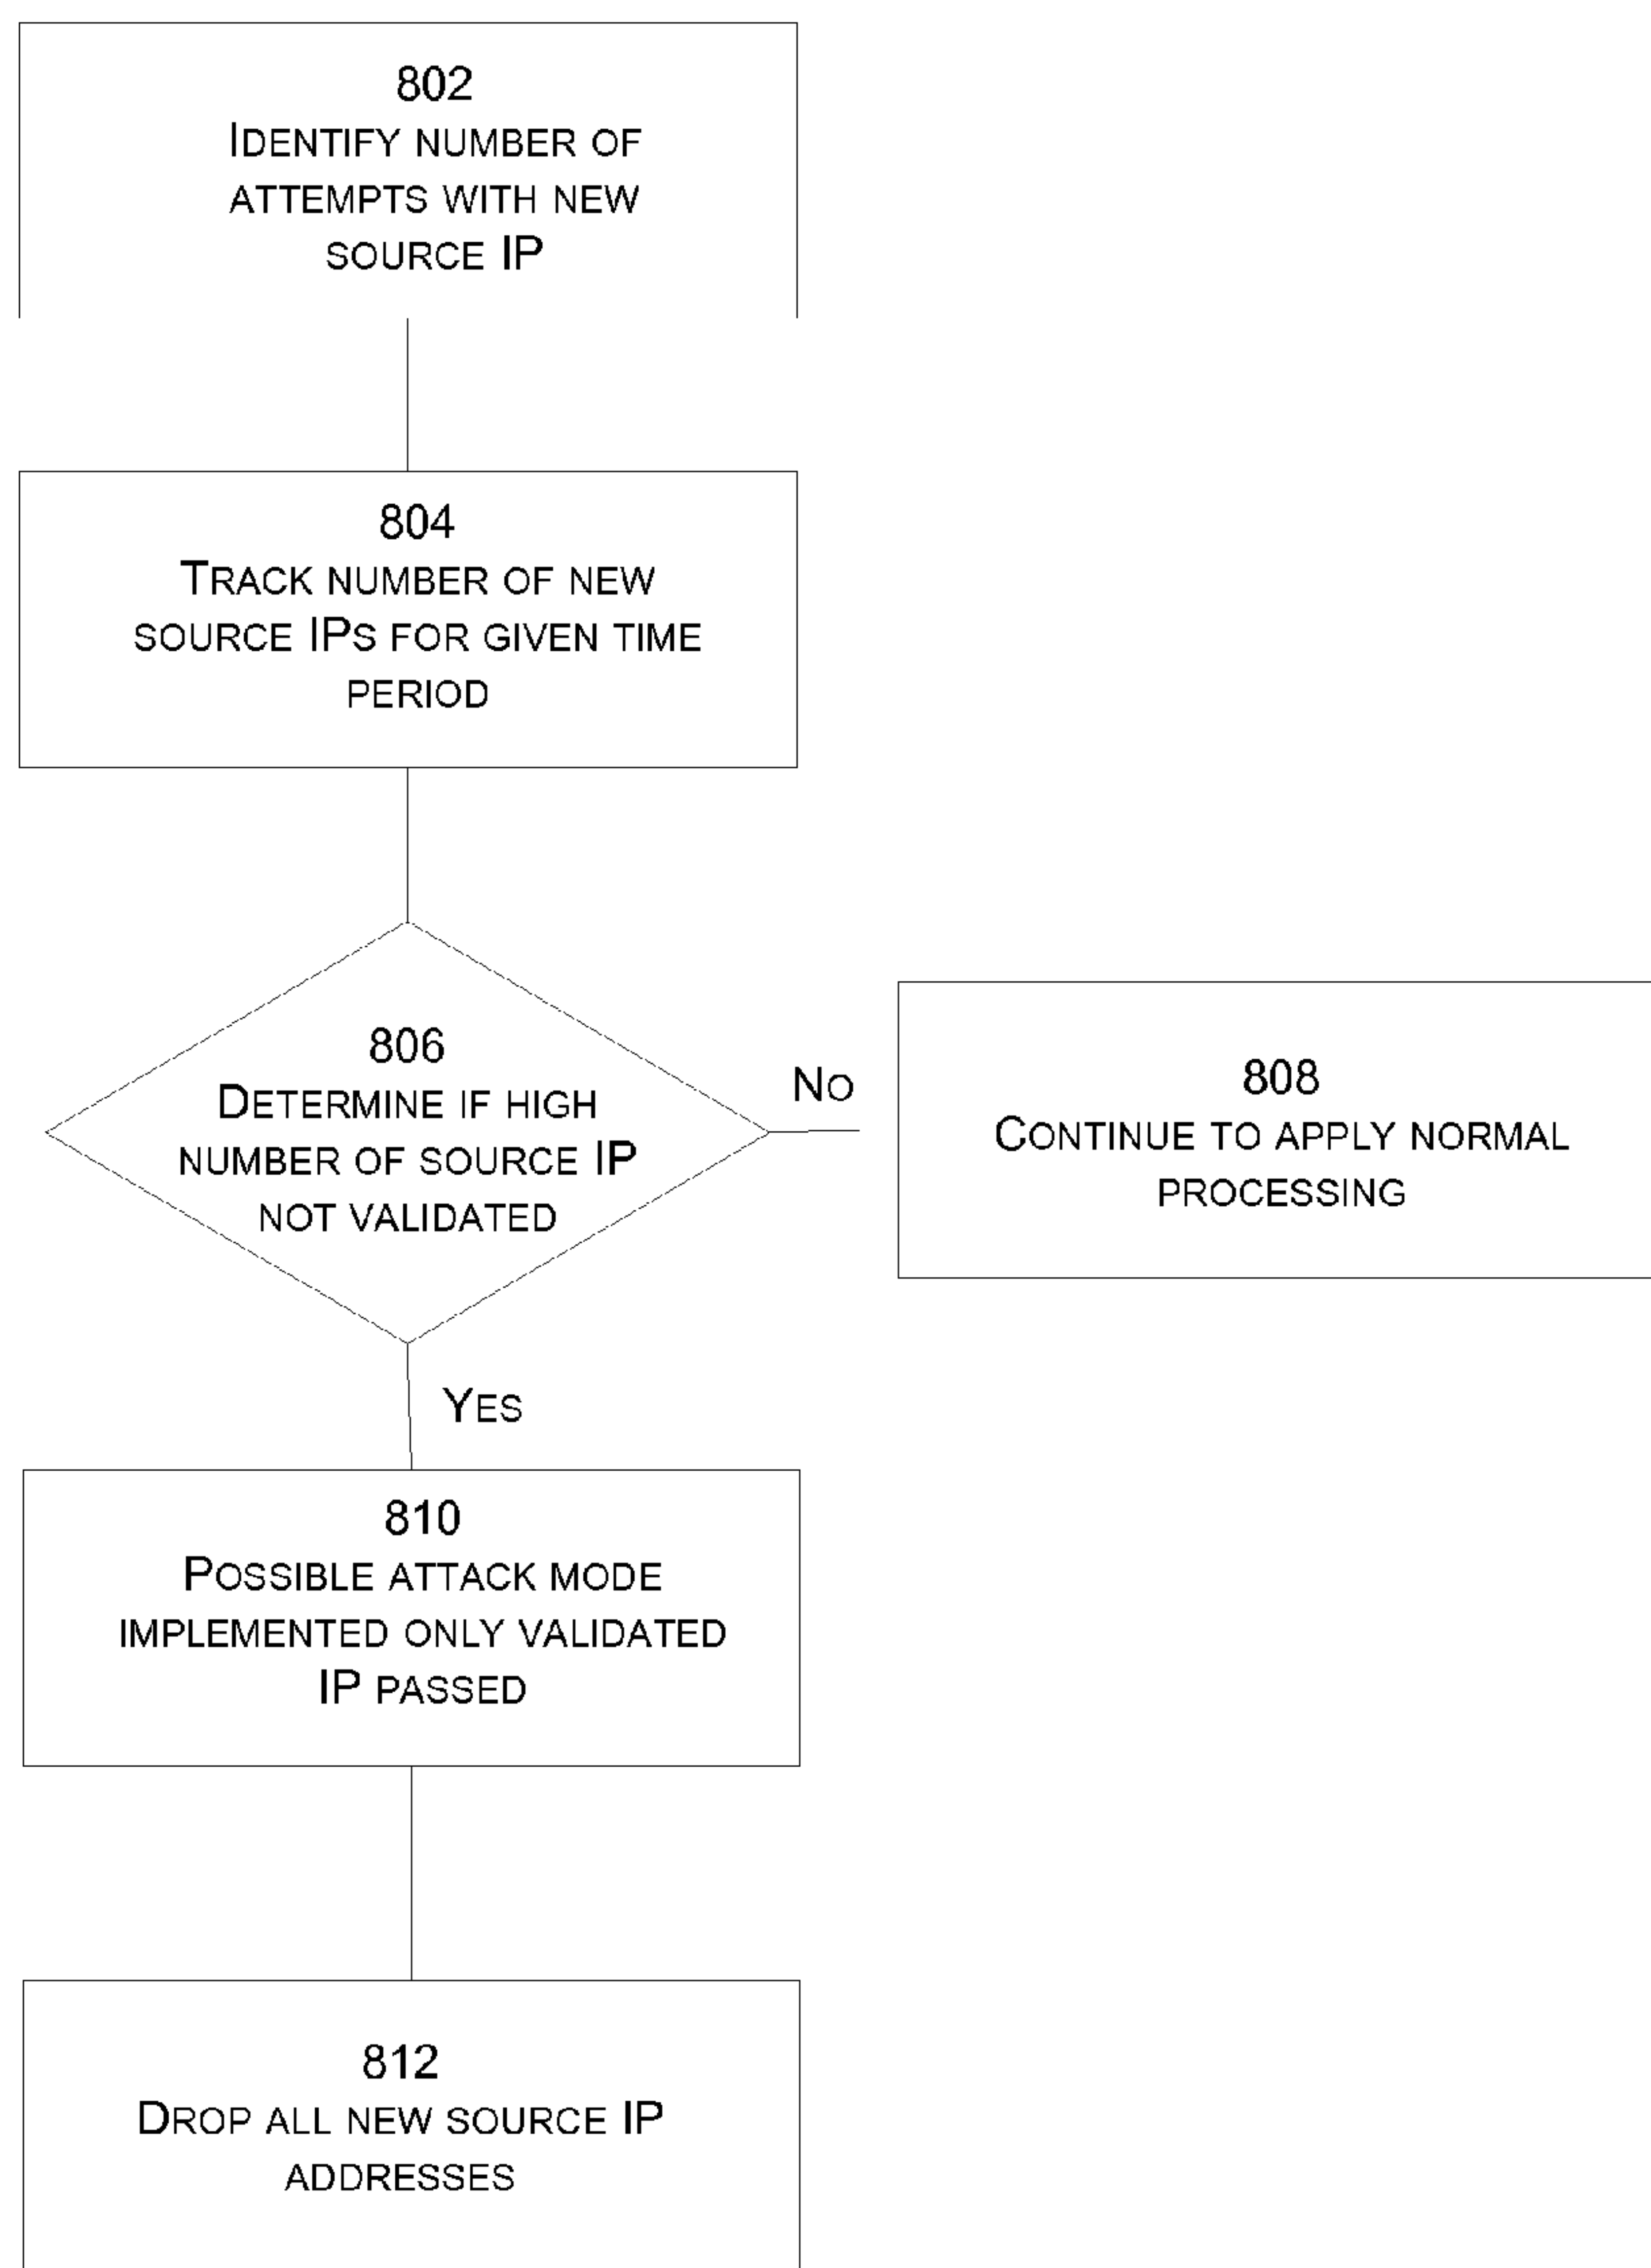 802
Identify number of
attempts with new
source IP
804
Track number of new
source IPs for given time
period
806
Determine if high
number of source IP
not validated
No
808
Continue to apply normal
processing
Yes
810
Possible attack mode
implemented only validated
IP passed
812
Drop all new source IP
addresses